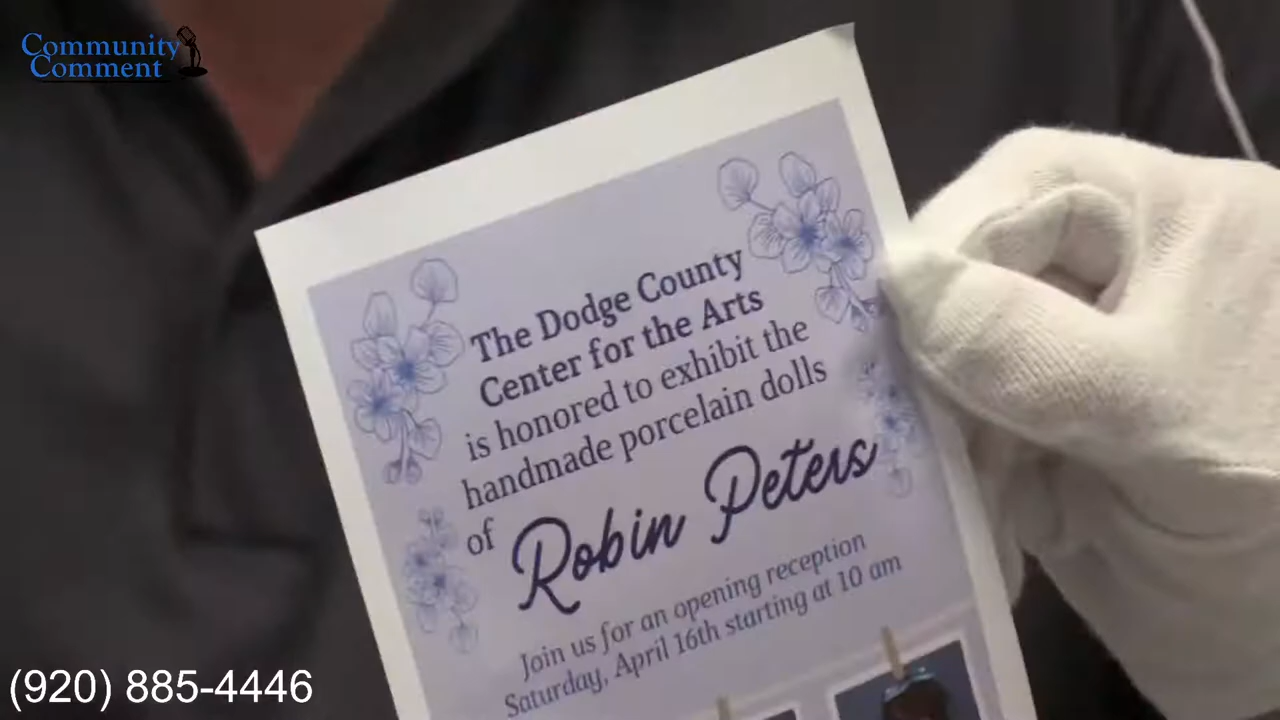 Community
Comment
The Dodge County
Center for the Arts
is honored to exhibit the
handmade porcelain dolls
of Robin Peters
Join us for an opening reception
Saturday, April 16th starting at 10 am
(920) 885-4446